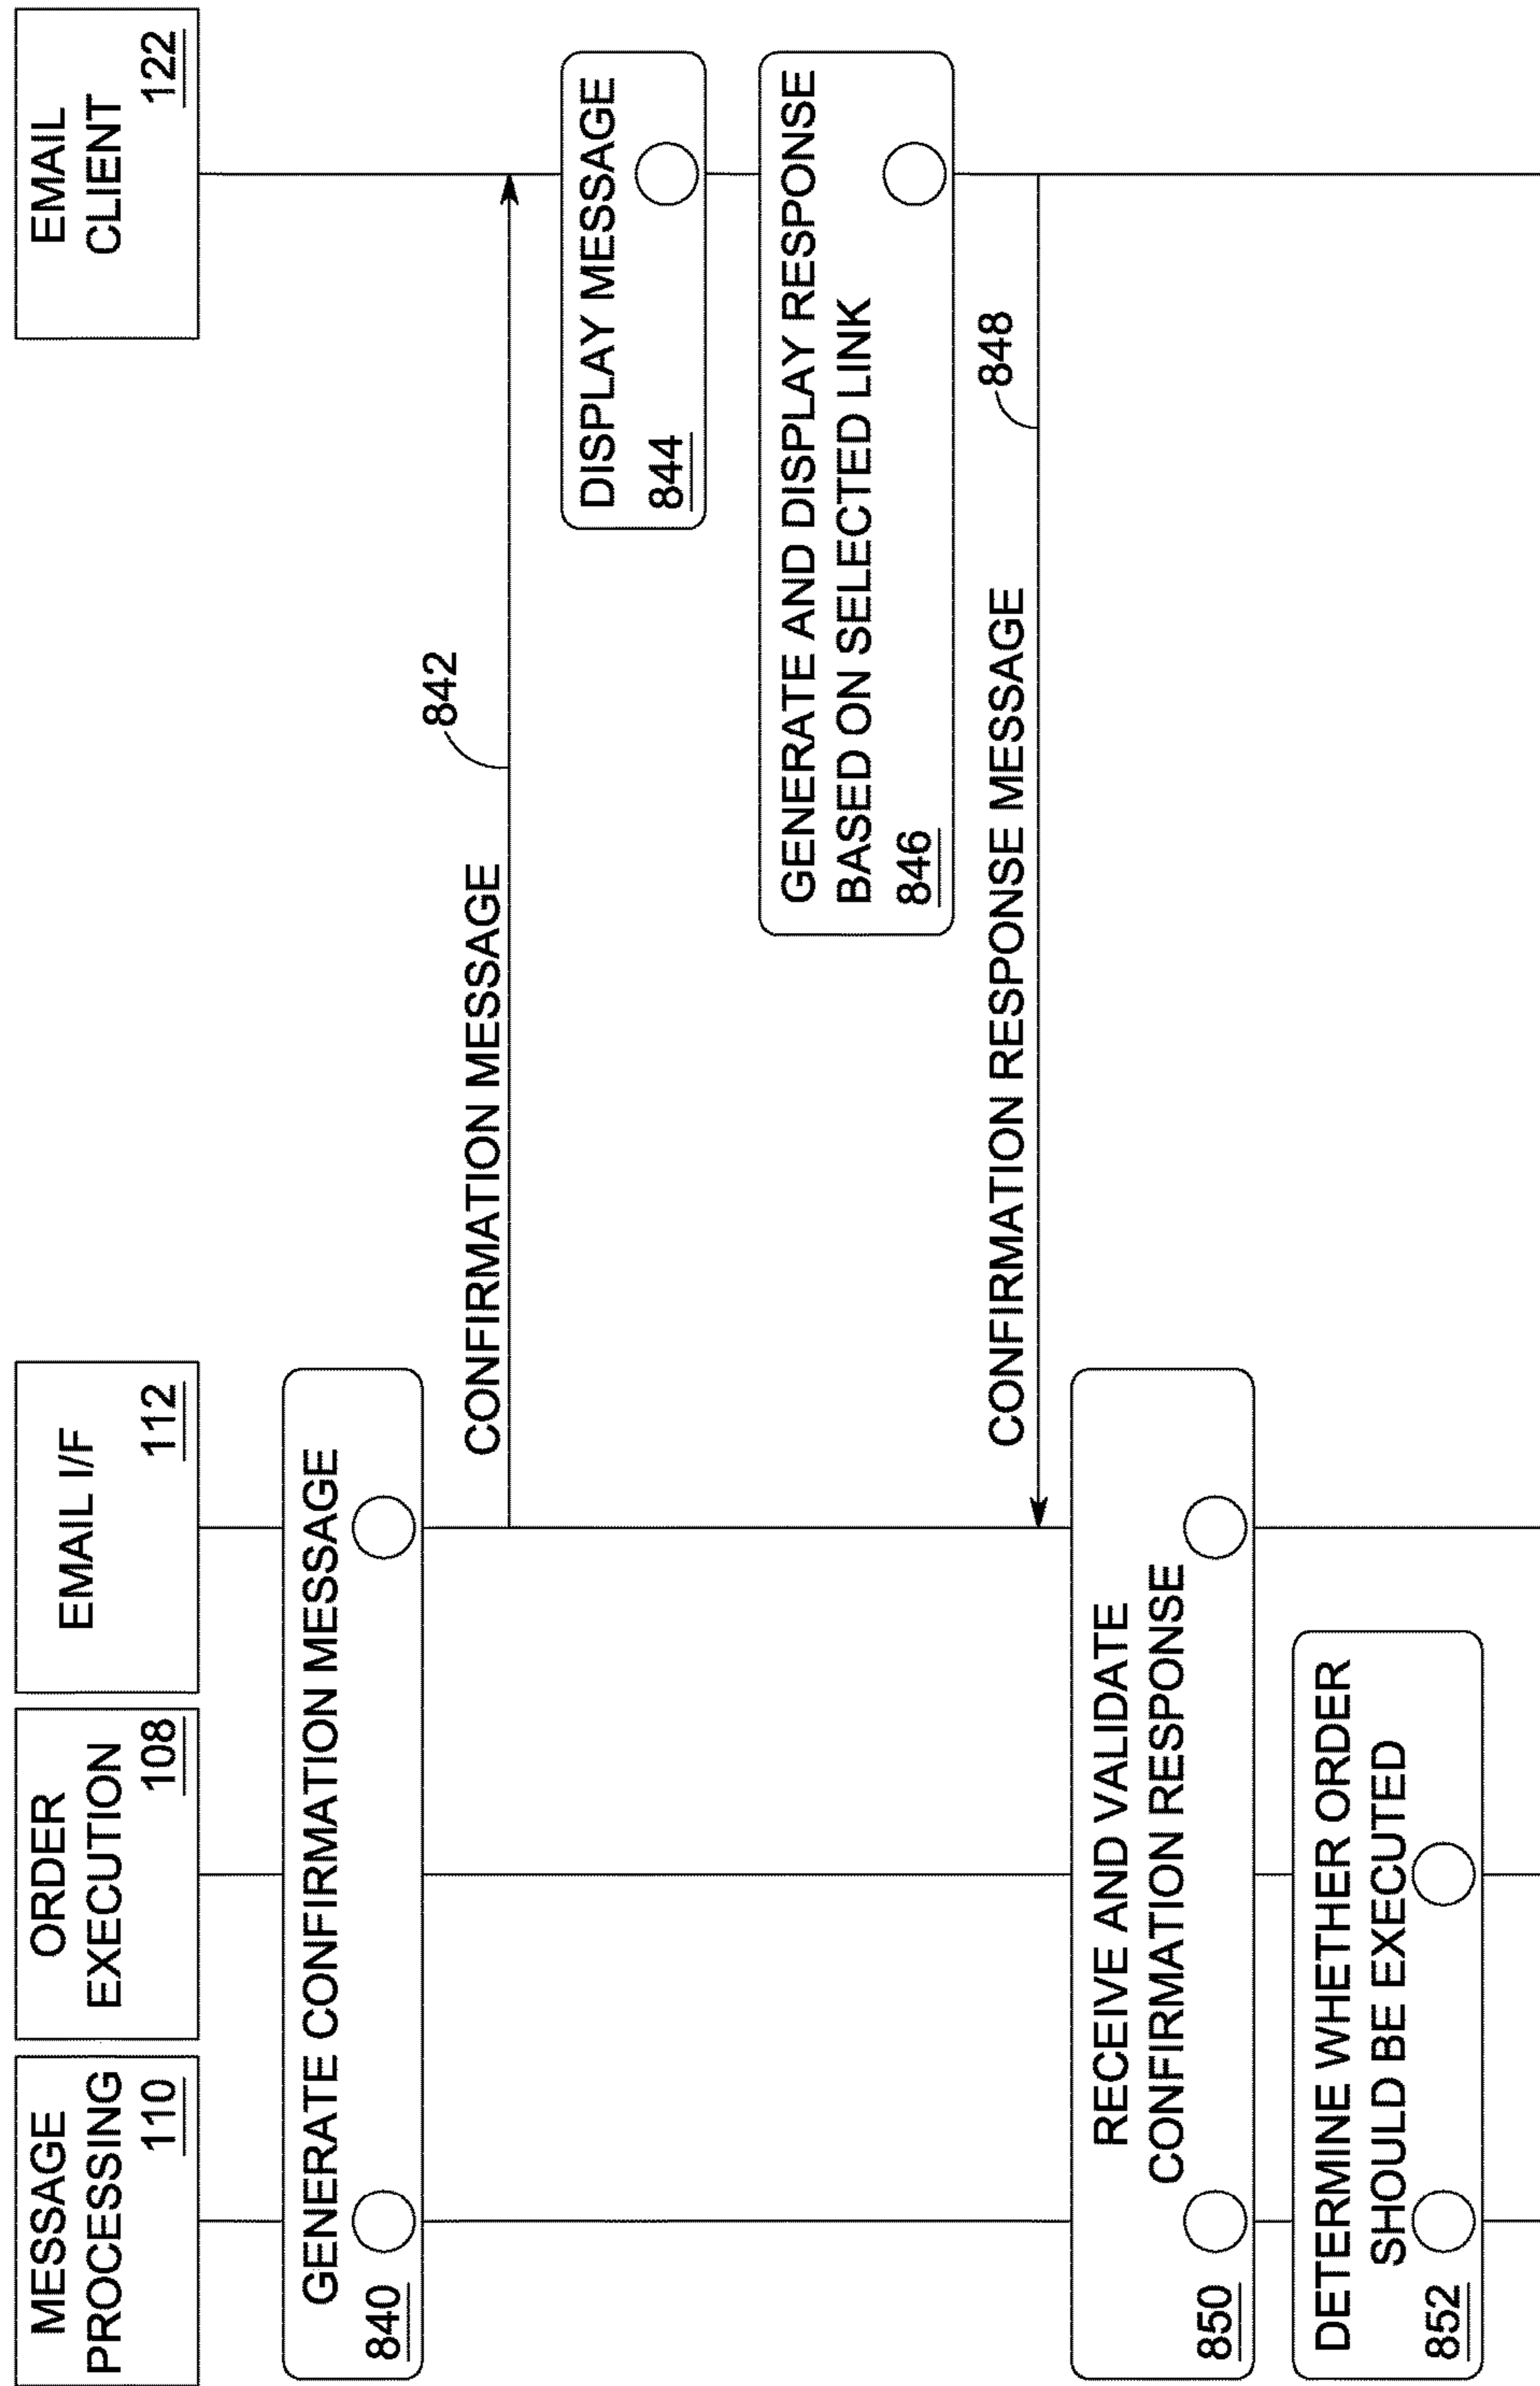 MESSAGE
PROCESSING
110
ORDER
EXECUTION
108
EMAIL I/F
112
EMAIL
CLIENT
122
GENERATE CONFIRMATION MESSAGE
840
842
CONFIRMATION MESSAGE
DISPLAY MESSAGE
844
GENERATE AND DISPLAY RESPONSE
BASED ON SELECTED LINK
846
848
CONFIRMATION RESPONSE MESSAGE
RECEIVE AND VALIDATE
CONFIRMATION RESPONSE
850
DETERMINE WHETHER ORDER
SHOULD BE EXECUTED
852